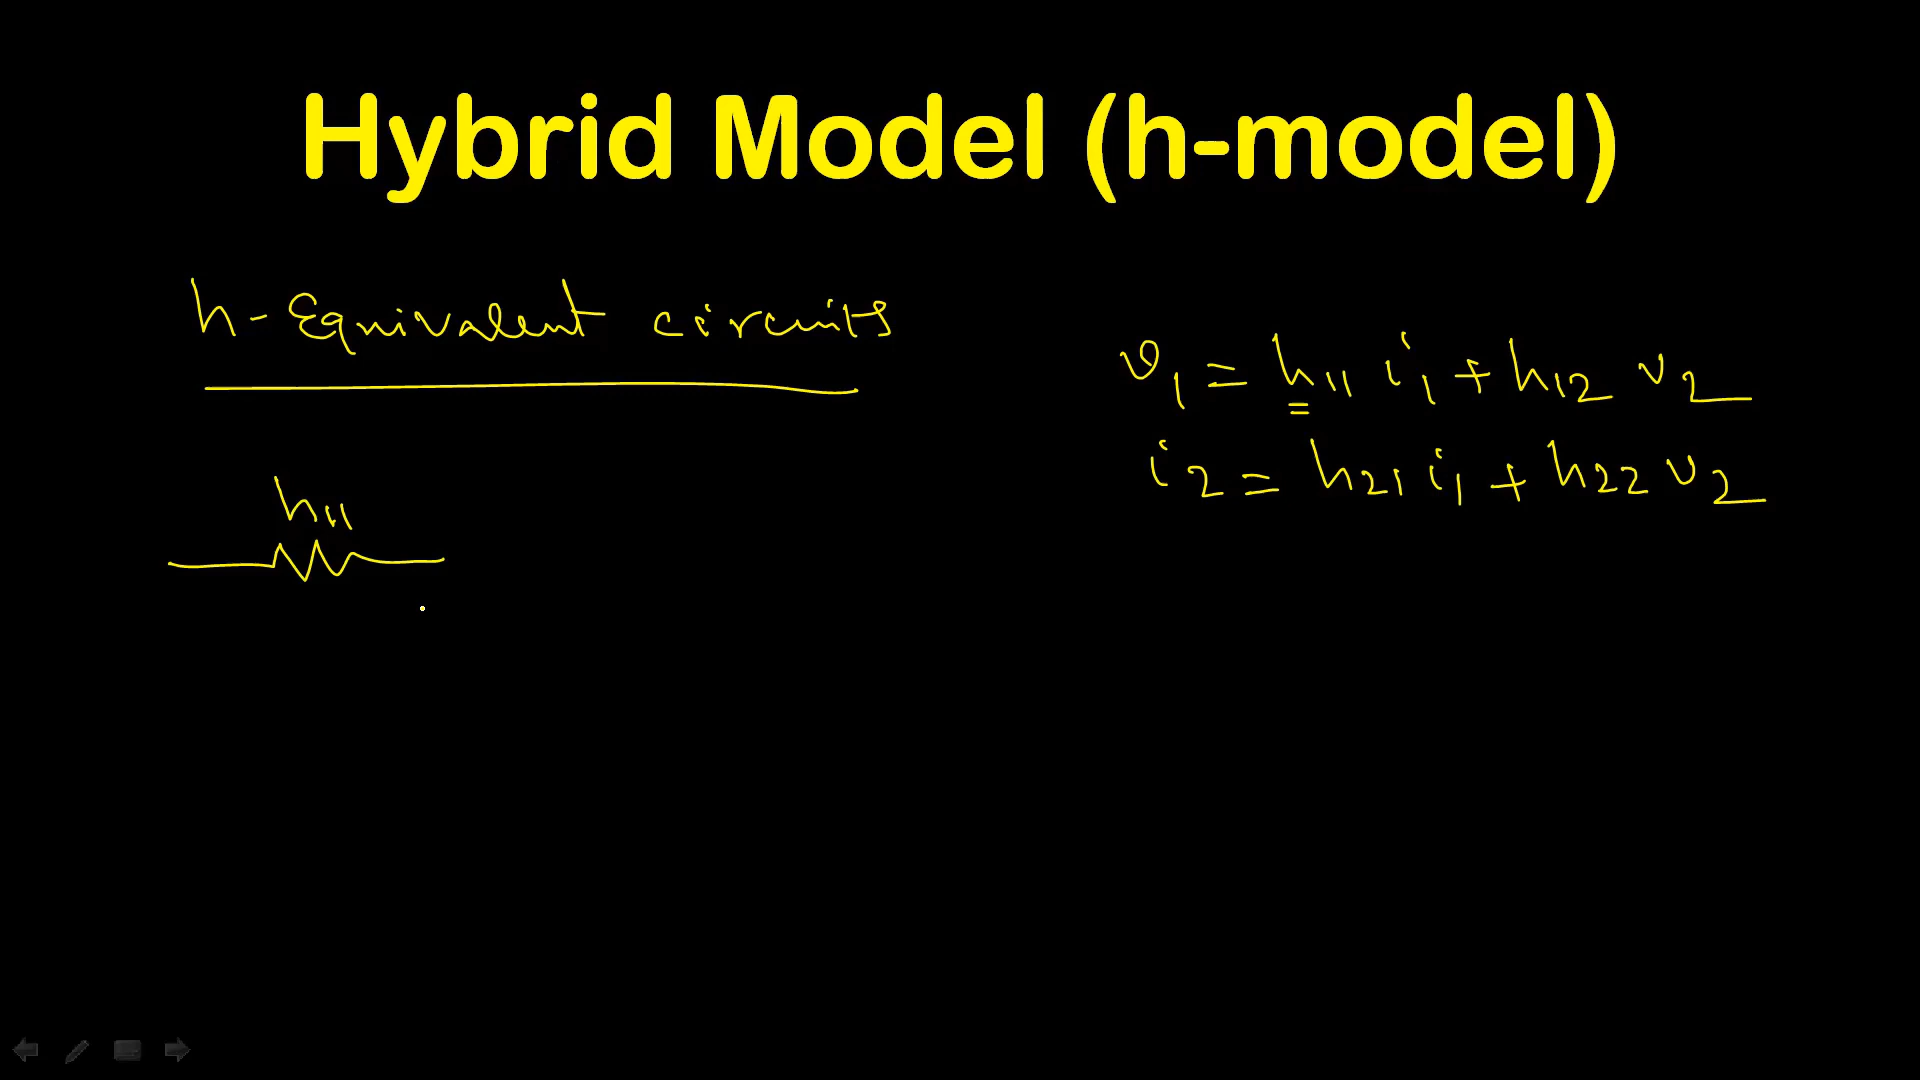 Hybrid Model (h-model)
h-Equivalent circuits
v1 = h11 i1 + h12 v2
i2 = h21 i1 + h22 v2
h11